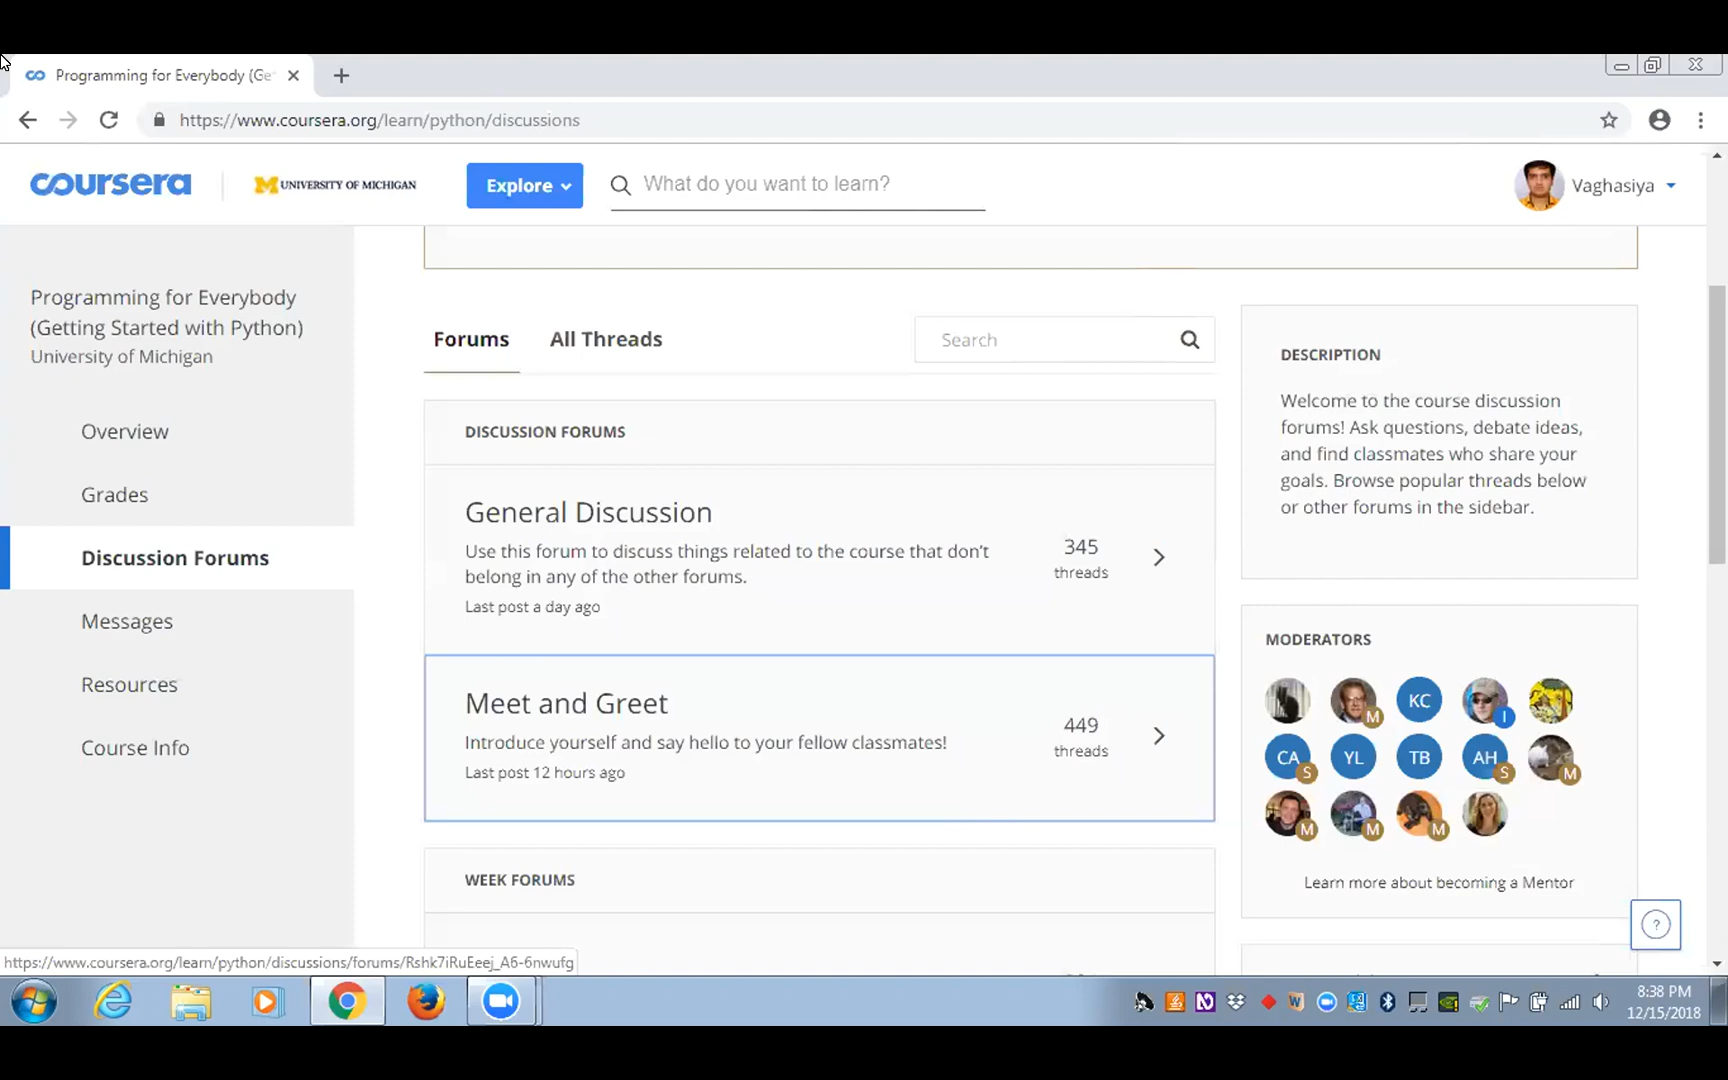 Programming for Everybody (Ge
https://www.coursera.org/learn/python/discussions
coursera
M UNIVERSITY OF MICHIGAN
Explore
What do you want to learn?
Vaghasiya
Programming for Everybody
(Getting Started with Python)
University of Michigan
Overview
Grades
Discussion Forums
Messages
Resources
Course Info
Forums
All Threads
Search
DISCUSSION FORUMS
General Discussion
Use this forum to discuss things related to the course that don't
belong in any of the other forums.
Last post a day ago
345
threads
Meet and Greet
Introduce yourself and say hello to your fellow classmates!
Last post 12 hours ago
449
threads
WEEK FORUMS
DESCRIPTION
Welcome to the course discussion
forums! Ask questions, debate ideas,
and find classmates who share your
goals. Browse popular threads below
or other forums in the sidebar.
MODERATORS
M
KC
I
CA
S
YL
TB
AH
S
M
M
M
M
Learn more about becoming a Mentor
?
https://www.coursera.org/learn/python/discussions/forums/Rshk7iRuEeej_A6-6nwufg
8:38 PM
12/15/2018